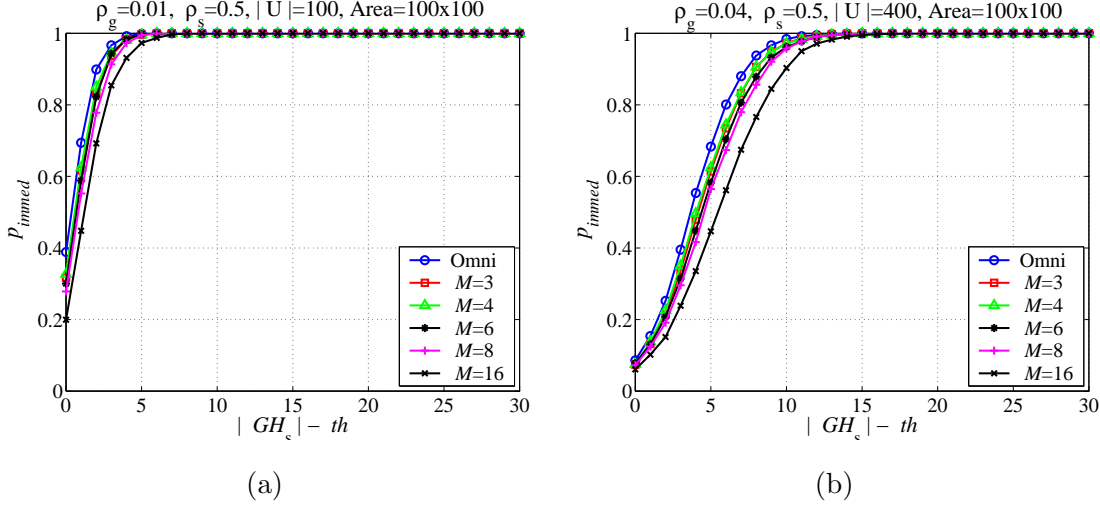 ρg=0.01, ρs=0.5, | U |=100, Area=100x100
1
0.8
0.6
0.4
0.2
0
pimmed
0 5 10 15 20 25 30
| GHs | − th
Omni
M=3
M=4
M=6
M=8
M=16
(a)
ρg=0.04, ρs=0.5, | U |=400, Area=100x100
1
0.8
0.6
0.4
0.2
0
pimmed
0 5 10 15 20 25 30
| GHs | − th
Omni
M=3
M=4
M=6
M=8
M=16
(b)